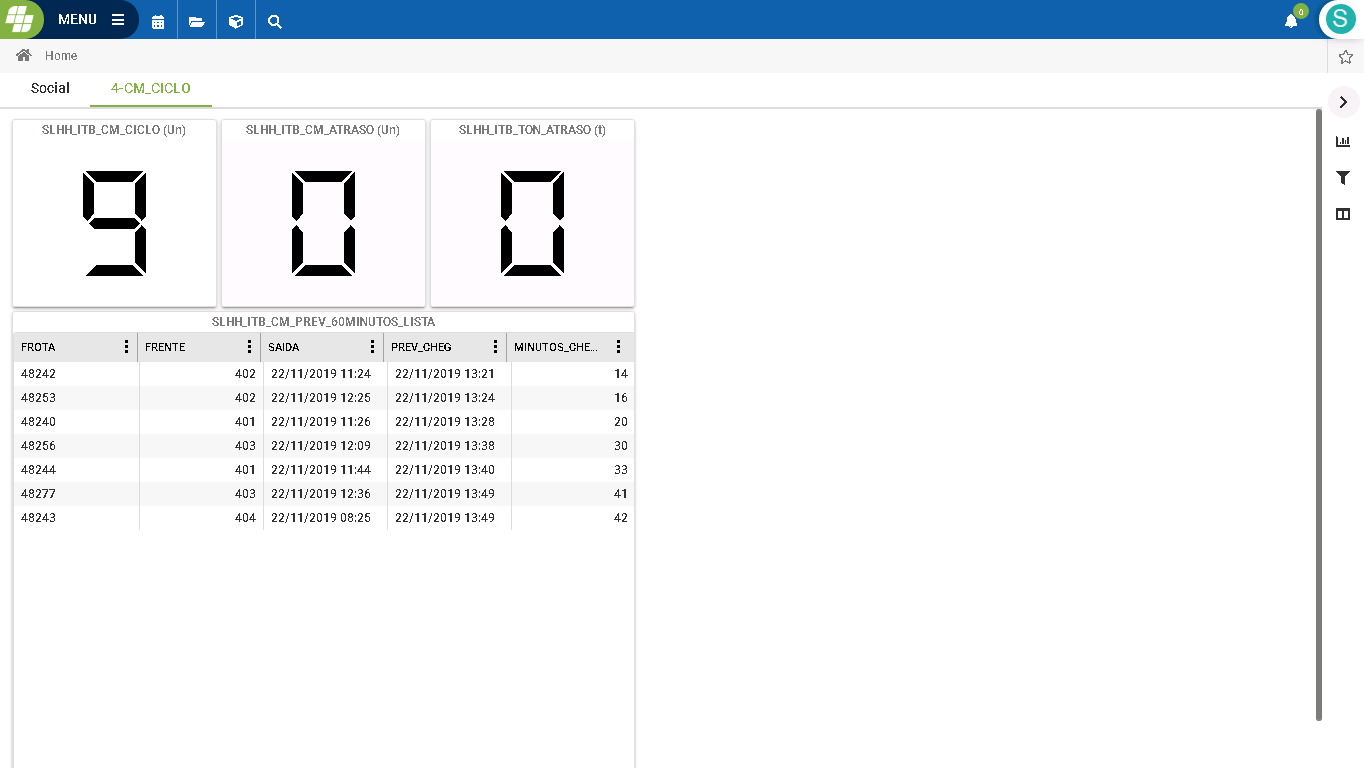 MENU
0
S
Home
Social
4-CM_CICLO
SLHH_ITB_CM_CICLO (Un)
SLHH_ITB_CM_ATRASO (Un)
SLHH_ITB_TON_ATRASO (t)
9
0
0
SLHH_ITB_CM_PREV_60MINUTOS_LISTA
FROTA FRENTE SAIDA PREV_CHEG MINUTOS_CHE...
48242 402 22/11/2019 11:24 22/11/2019 13:21 14
48253 402 22/11/2019 12:25 22/11/2019 13:24 16
48240 401 22/11/2019 11:26 22/11/2019 13:28 20
48256 403 22/11/2019 12:09 22/11/2019 13:38 30
48244 401 22/11/2019 11:44 22/11/2019 13:40 33
48277 403 22/11/2019 12:36 22/11/2019 13:49 41
48243 404 22/11/2019 08:25 22/11/2019 13:49 42